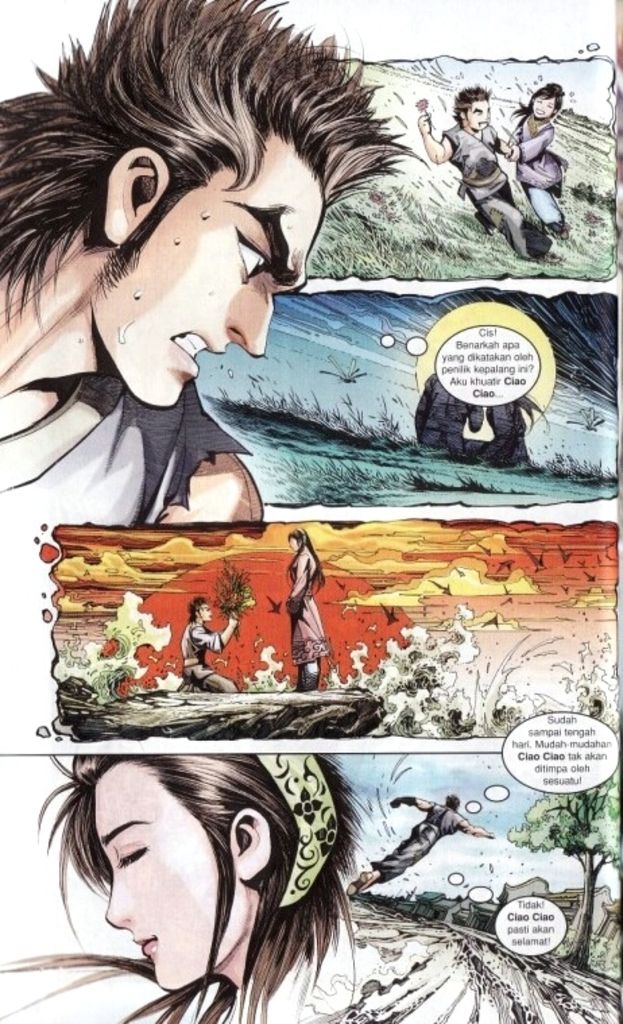 Cis!
Benarkah apa
yang dikatakan oleh
penilik kepalang ini?
Aku khuatir Ciao
Ciao...
Sudah
sampai tengah
hari. Mudah-mudahan
Ciao Ciao tak akan
ditimpa oleh
sesuatu!
Tidak!
Ciao Ciao
pasti akan
selamat!